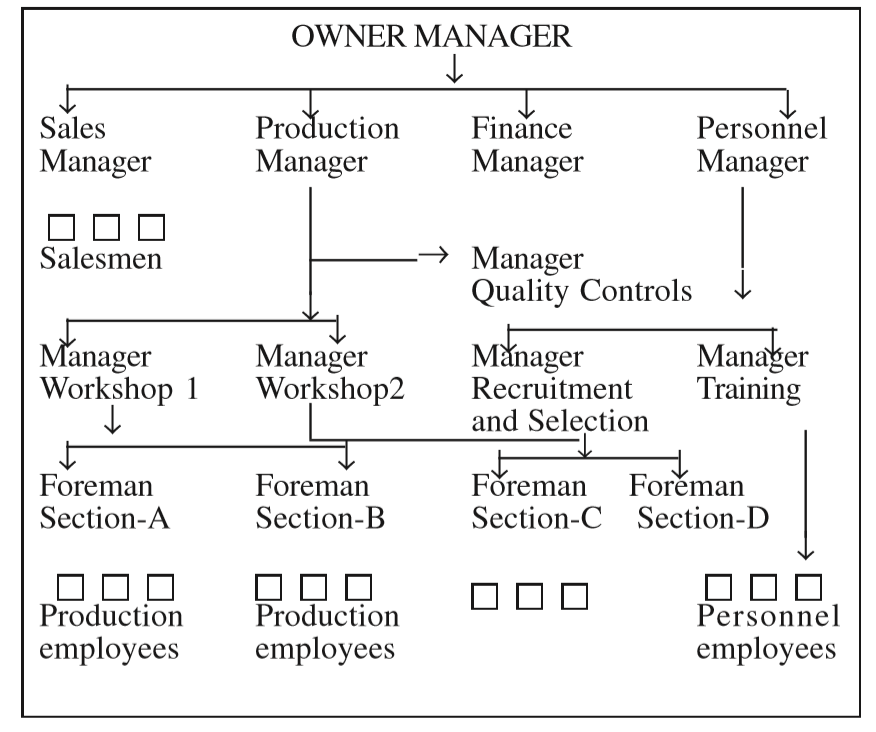 OWNER MANAGER
Sales
Manager
Production
Manager
Finance
Manager
Personnel
Manager
Salesmen
Manager
Quality Controls
Manager
Workshop 1
Manager
Workshop2
Manager
Recruitment
and Selection
Manager
Training
Foreman
Section-A
Foreman
Section-B
Foreman
Section-C
Foreman
Section-D
Production
employees
Production
employees
Personnel
employees